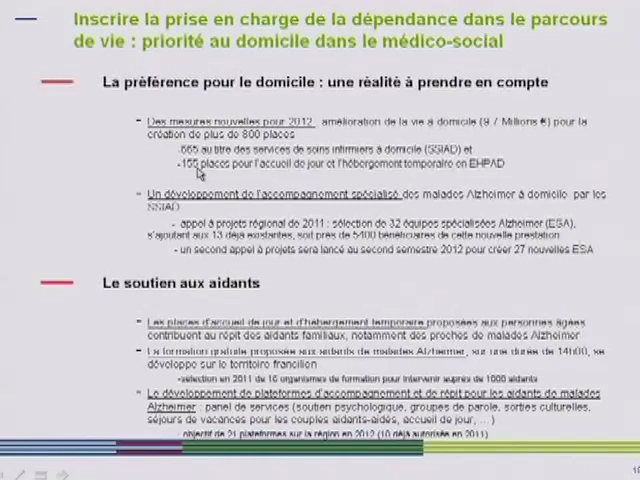 Inscrire la prise en charge de la dépendance dans le parcours
de vie : priorité au domicile dans le médico-social
La préférence pour le domicile : une réalité à prendre en compte
- Des mesures nouvelles pour 2012 : amélioration de la vie à domicile (9,7 Millions €) pour la
création de plus de 800 places
-665 au titre des services de soins infirmiers à domicile (SSIAD) et
-155 places pour l'accueil de jour et l'hébergement temporaire en EHPAD
- Un développement de l'accompagnement spécialisé des malades Alzheimer à domicile par les
SSIAD
- appel à projets régional de 2011 : sélection de 32 équipes spécialisées Alzheimer (ESA),
s'ajoutant aux 13 déjà existantes, soit près de 5400 bénéficiaires de cette nouvelle prestation
- un second appel à projets sera lancé au second semestre 2012 pour créer 27 nouvelles ESA
Le soutien aux aidants
- Les places d'accueil de jour et d'hébergement temporaire proposées aux personnes âgées
contribuent au répit des aidants familiaux, notamment des proches de malades Alzheimer
- La formation gratuite proposée aux aidants de malades Alzheimer, sur une durée de 14h00, se
développe sur le territoire francilien
-sélection en 2011 de 16 organismes de formation pour intervenir auprès de 1000 aidants
- Le développement de plateformes d'accompagnement et de répit pour les aidants de malades
Alzheimer : panel de services (soutien psychologique, groupes de parole, sorties culturelles,
séjours de vacances pour les couples aidants-aidés, accueil de jour, …)
- objectif de 21 plateformes sur la région en 2012 (10 déjà autorisée en 2011)